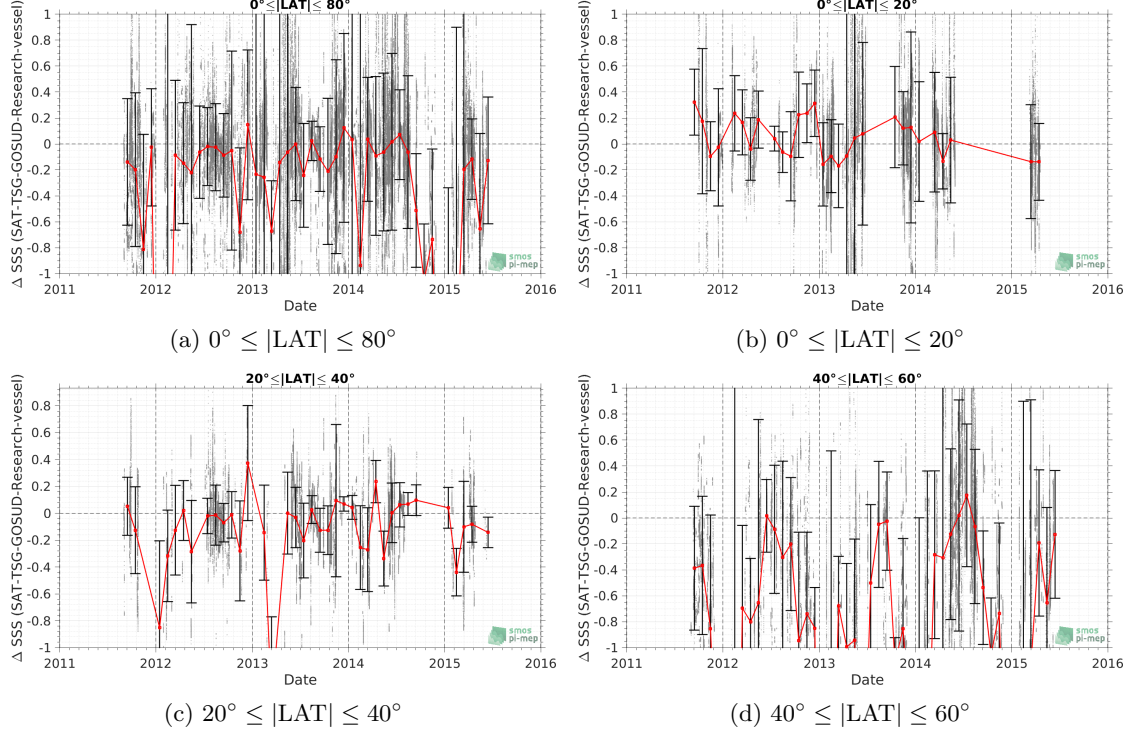 0°≤|LAT|≤ 80°
Δ SSS (SAT-TSG-GOSUD-Research-vessel)
1
0.8
0.6
0.4
0.2
0
-0.2
-0.4
-0.6
-0.8
-1
2011 2012 2013 2014 2015 2016
Date
smos
pi-mep
(a) 0° ≤ |LAT| ≤ 80°
0°≤|LAT|≤ 20°
Δ SSS (SAT-TSG-GOSUD-Research-vessel)
1
0.8
0.6
0.4
0.2
0
-0.2
-0.4
-0.6
-0.8
-1
2011 2012 2013 2014 2015 2016
Date
smos
pi-mep
(b) 0° ≤ |LAT| ≤ 20°
20°≤|LAT|≤ 40°
Δ SSS (SAT-TSG-GOSUD-Research-vessel)
0.8
0.6
0.4
0.2
0
-0.2
-0.4
-0.6
-0.8
-1
2011 2012 2013 2014 2015 2016
Date
smos
pi-mep
(c) 20° ≤ |LAT| ≤ 40°
40°≤|LAT|≤ 60°
Δ SSS (SAT-TSG-GOSUD-Research-vessel)
1
0.8
0.6
0.4
0.2
0
-0.2
-0.4
-0.6
-0.8
-1
2011 2012 2013 2014 2015 2016
Date
smos
pi-mep
(d) 40° ≤ |LAT| ≤ 60°